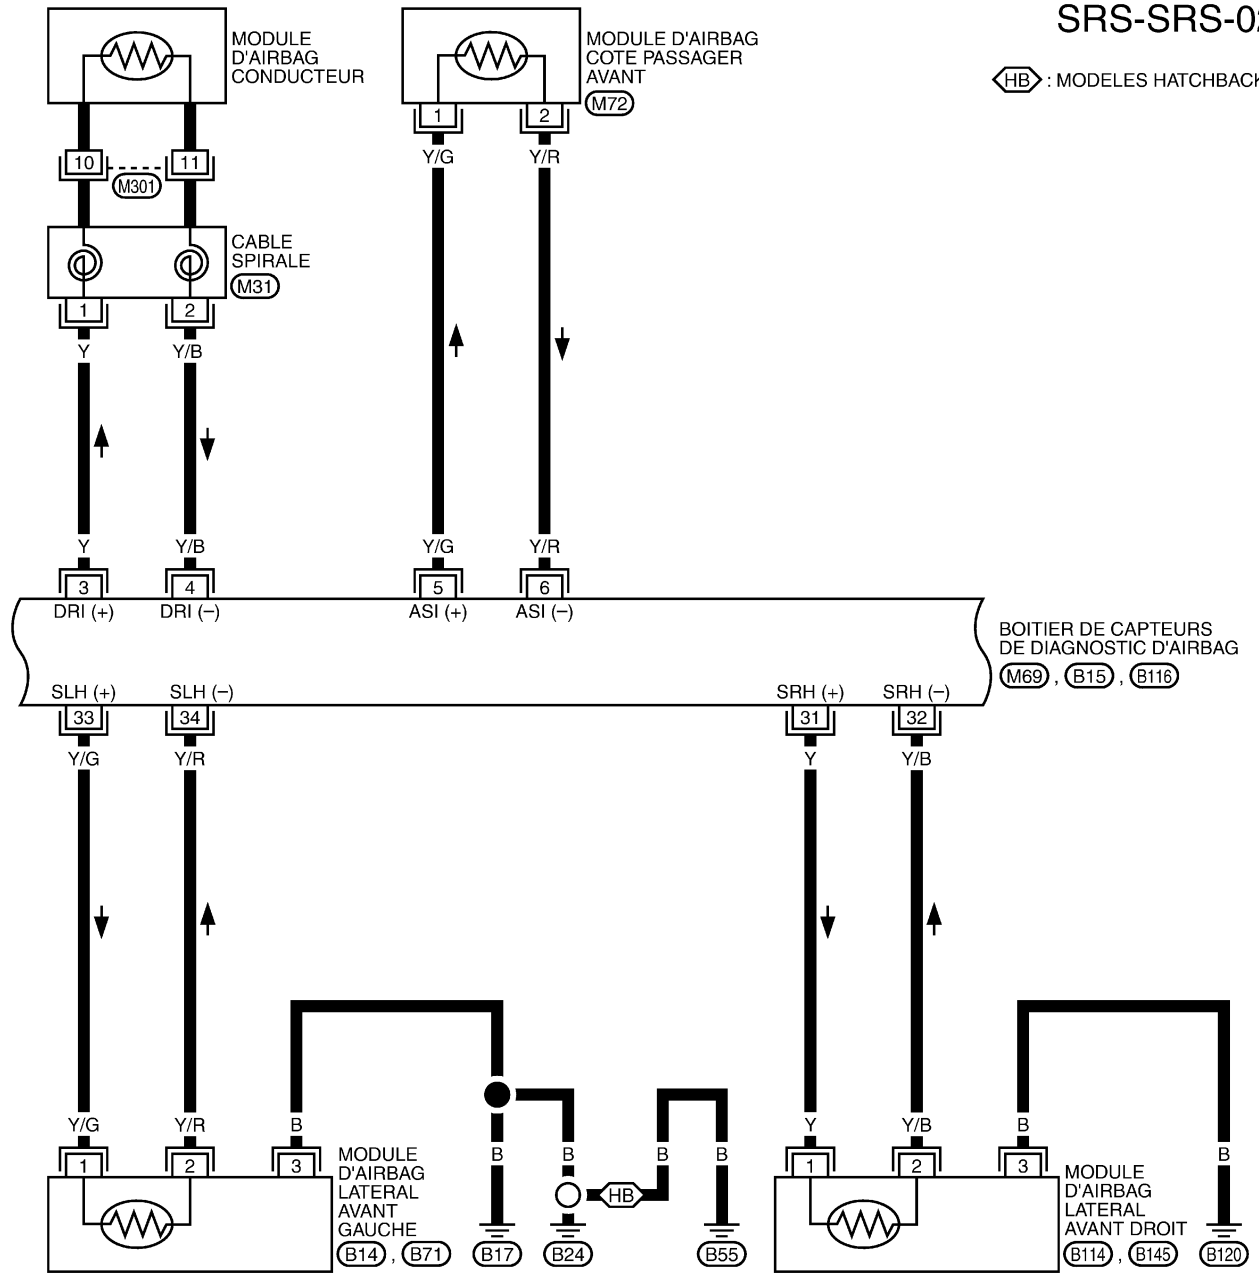 SRS-SRS-02
HB : MODELES HATCHBACK
MODULE
D'AIRBAG
CONDUCTEUR
MODULE D'AIRBAG
COTE PASSAGER
AVANT
M72
1 2
10 11
M301
Y/G Y/R
CABLE
SPIRALE
M31
1 2
Y Y/B
Y Y/B Y/G Y/R
3 4 5 6
DRI (+) DRI (–) ASI (+) ASI (–)
BOITIER DE CAPTEURS
DE DIAGNOSTIC D'AIRBAG
M69 , B15 , B116
SLH (+) SLH (–) SRH (+) SRH (–)
33 34 31 32
Y/G Y/R Y Y/B
Y/G Y/R B Y Y/B B
B B B B B
1 2 3 1 2 3
MODULE
D'AIRBAG
LATERAL
AVANT
GAUCHE
B14 , B71
HB
B17 B24 B55
MODULE
D'AIRBAG
LATERAL
AVANT DROIT
B114 , B145 B120